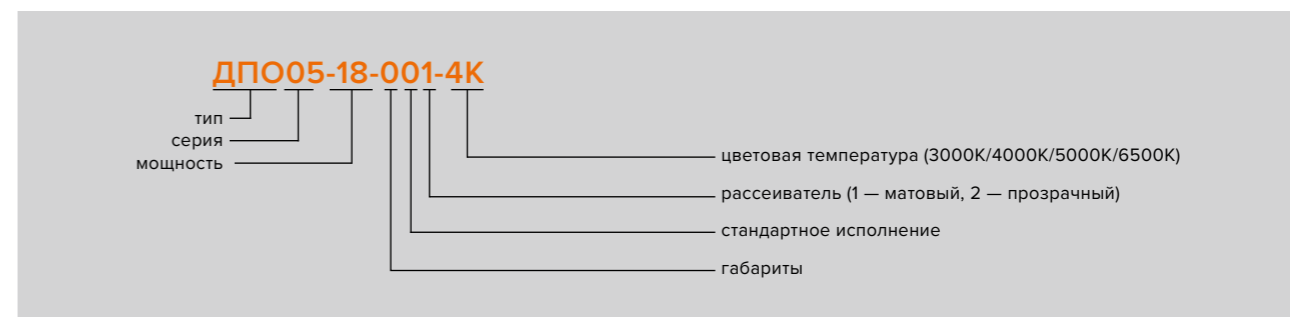 ДПО05-18-001-4К
тип
серия
мощность
цветовая температура (3000К/4000К/5000К/6500К)
рассеиватель (1 — матовый, 2 — прозрачный)
стандартное исполнение
габариты